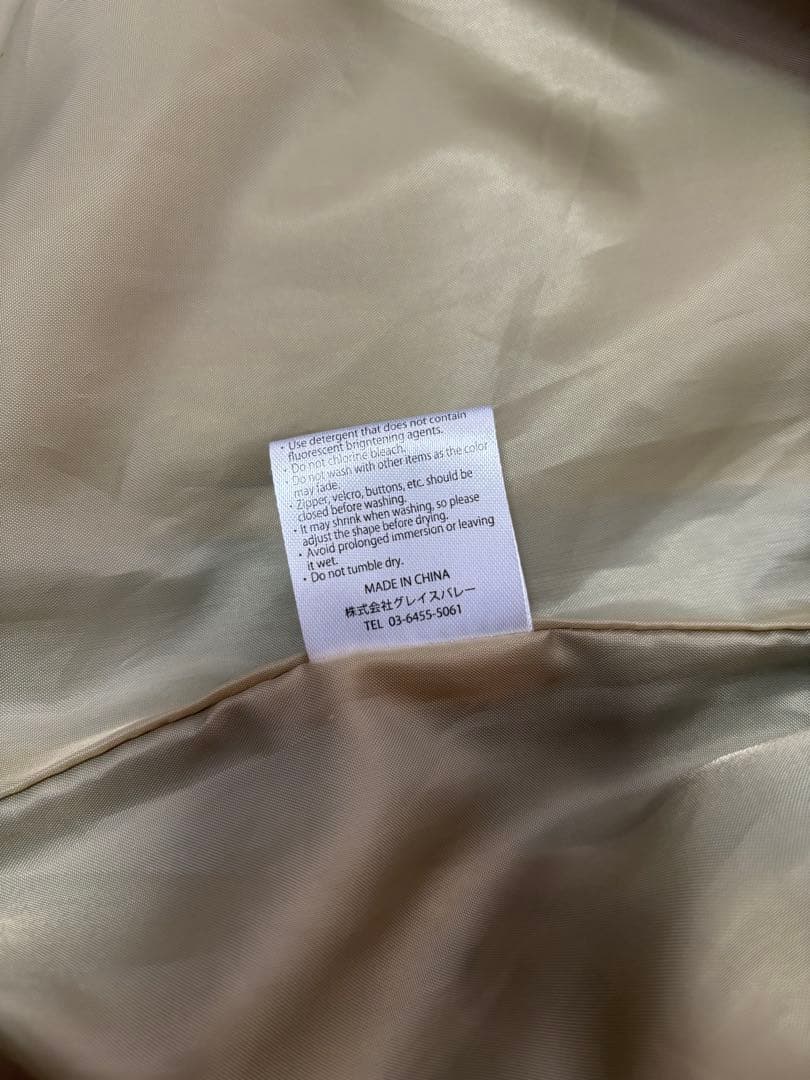 ・Use detergent that does not contain
fluorescent brigntening agents.
・Do not chlorine bleach.
・Do not wash with other items as the color
may fade.
・Zipper, velcro, buttons, etc. should be
closed before washing.
・It may shrink when washing, so please
adjust the shape before drying.
・Avoid prolonged immersion or leaving
it wet.
・Do not tumble dry.
MADE IN CHINA
株式会社グレイスバレー
TEL 03-6455-5061